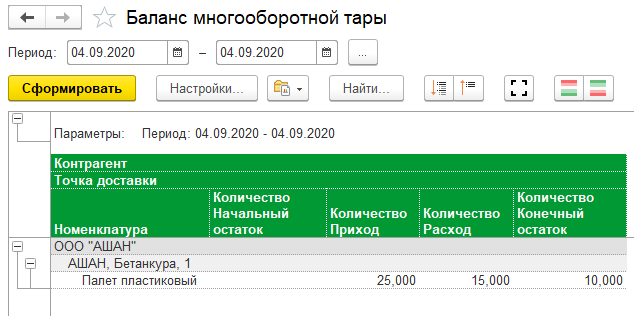 Баланс многооборотной тары
Период: 04.09.2020 – 04.09.2020 ...
Сформировать Настройки... Найти...
Параметры: Период: 04.09.2020 - 04.09.2020
Контрагент
Точка доставки
Номенклатура Количество Начальный остаток Количество Приход Количество Расход Количество Конечный остаток
ООО "АШАН"
АШАН, Бетанкура, 1
Палет пластиковый 25,000 15,000 10,000